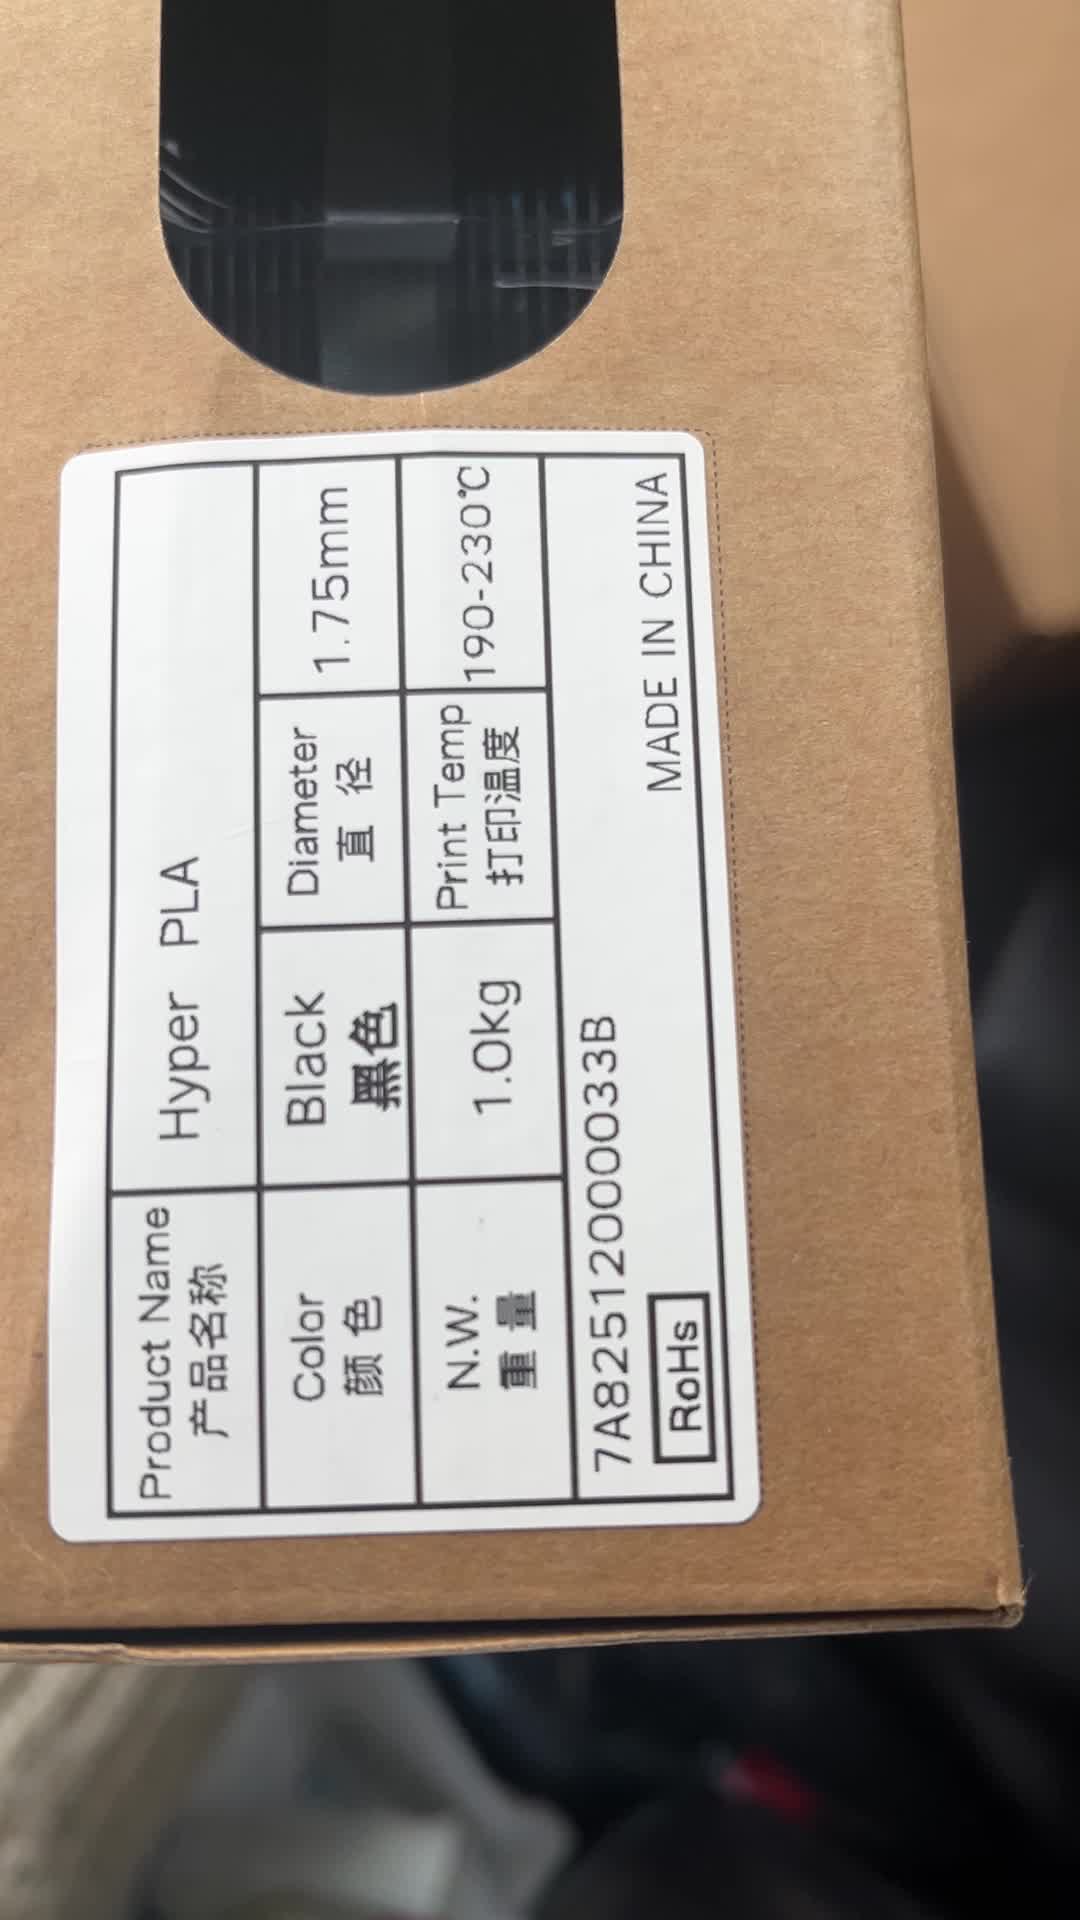 Product Name
产品名称
Hyper PLA
Color
颜色
Black
黑色
Diameter
直径
1.75mm
N.W.
重量
1.0kg
Print Temp
打印温度
190-230℃
7A82512000033B
RoHs
MADE IN CHINA